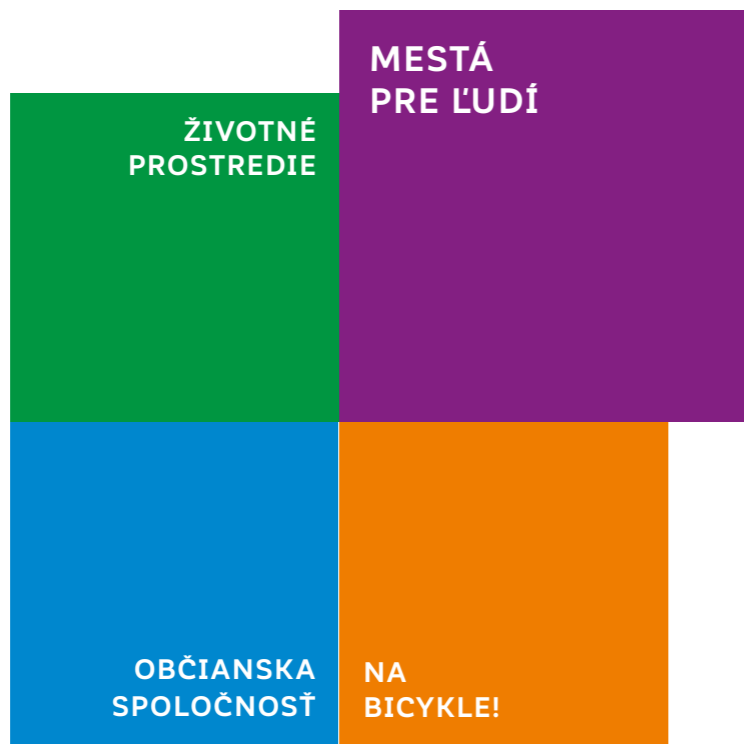 MESTÁ
PRE ĽUDÍ
ŽIVOTNÉ
PROSTREDIE
OBČIANSKA
SPOLOČNOSŤ
NA
BICYKLE!